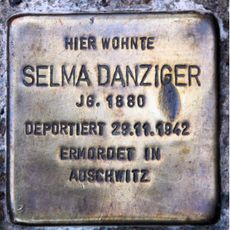 HIER WOHNTE
SELMA DANZIGER
JG. 1880
DEPORTIERT 29.11.1942
ERMORDET IN
AUSCHWITZ